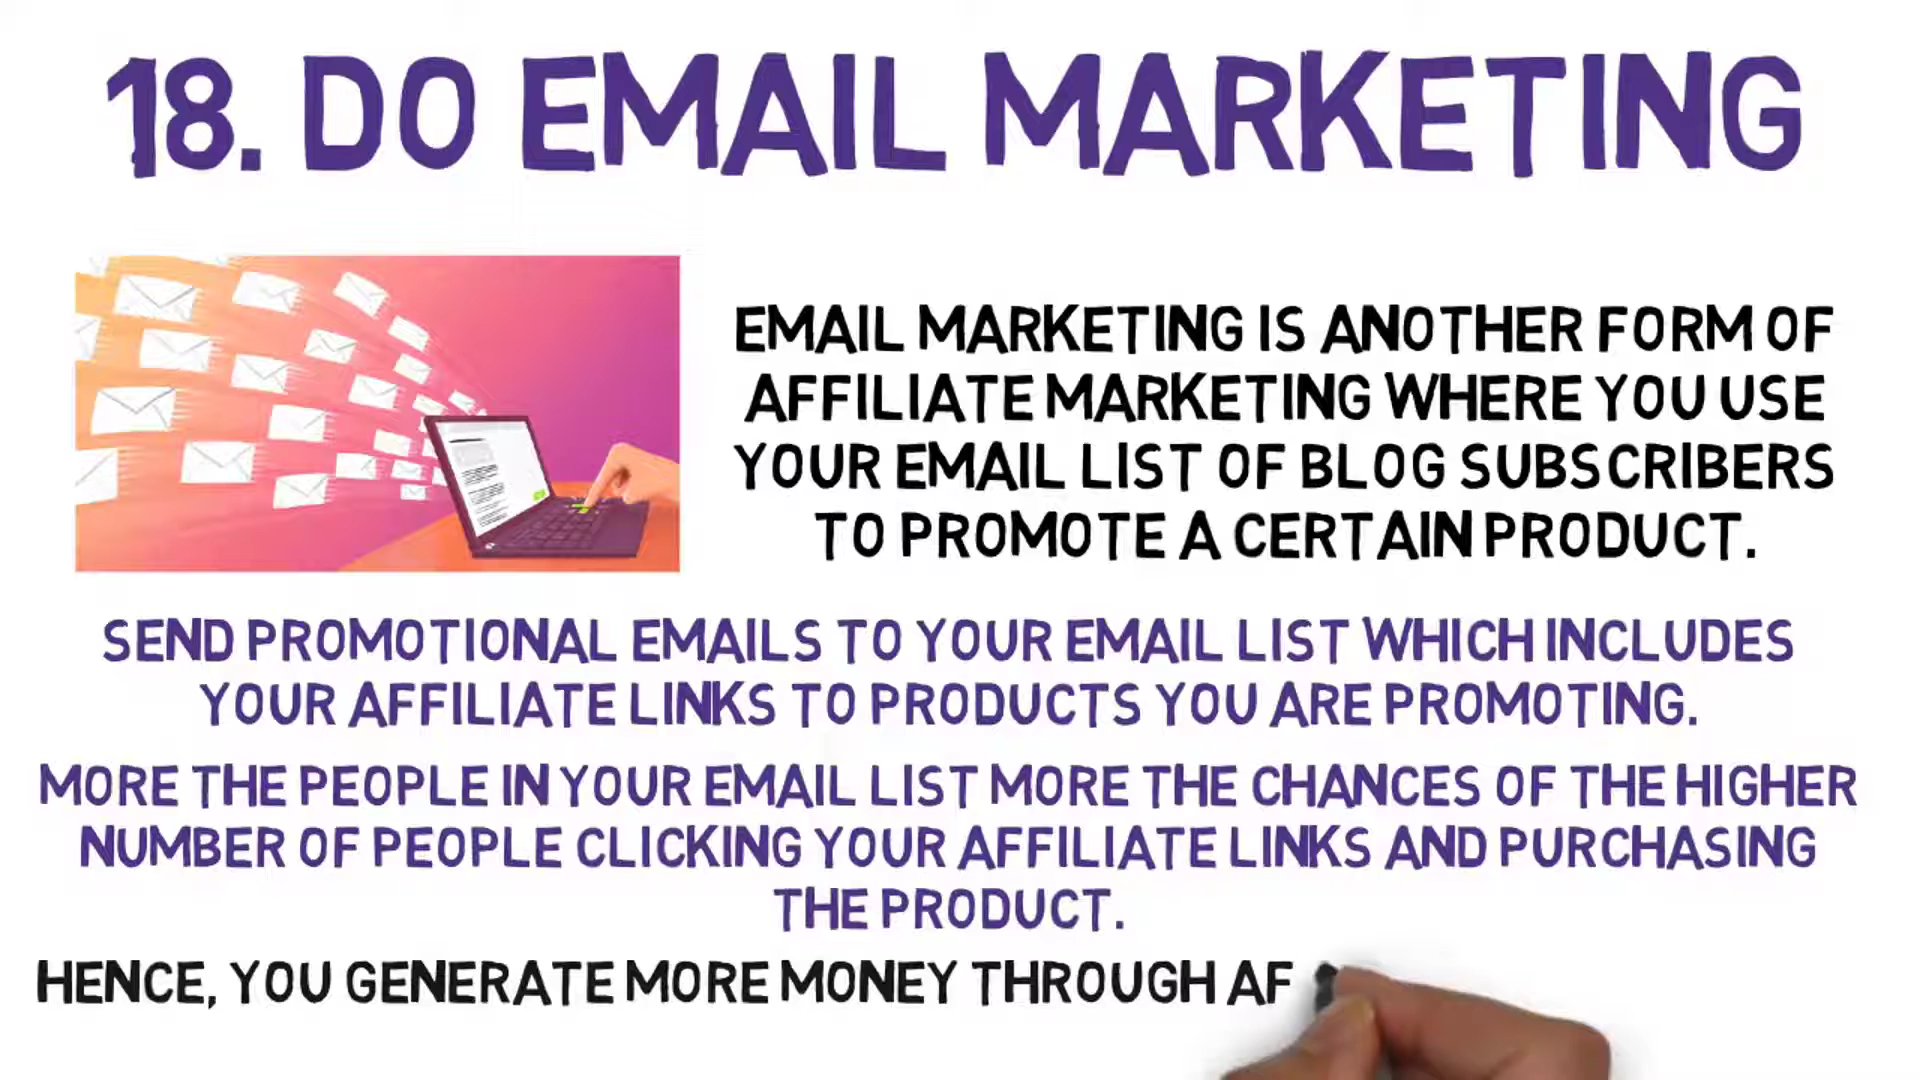 18. DO EMAIL MARKETING
EMAIL MARKETING IS ANOTHER FORM OF
AFFILIATE MARKETING WHERE YOU USE
YOUR EMAIL LIST OF BLOG SUBSCRIBERS
TO PROMOTE A CERTAIN PRODUCT.
SEND PROMOTIONAL EMAILS TO YOUR EMAIL LIST WHICH INCLUDES
YOUR AFFILIATE LINKS TO PRODUCTS YOU ARE PROMOTING.
MORE THE PEOPLE IN YOUR EMAIL LIST MORE THE CHANCES OF THE HIGHER
NUMBER OF PEOPLE CLICKING YOUR AFFILIATE LINKS AND PURCHASING
THE PRODUCT.
HENCE, YOU GENERATE MORE MONEY THROUGH AF